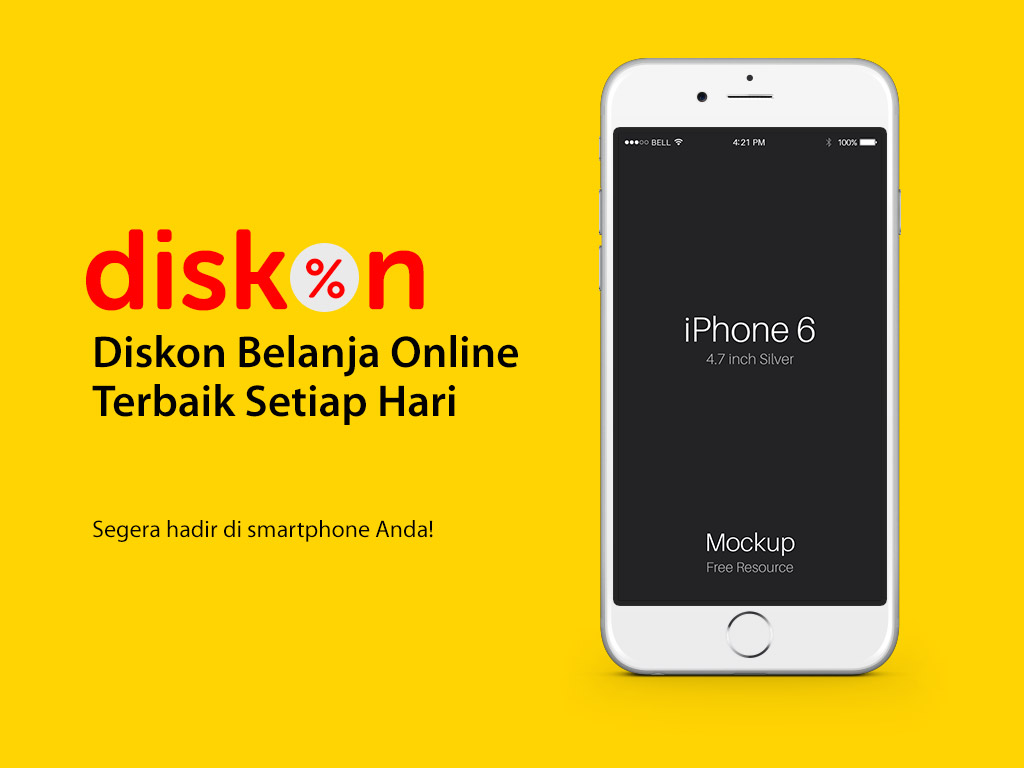 disk%n
Diskon Belanja Online
Terbaik Setiap Hari
Segera hadir di smartphone Anda!
BELL 4:21 PM 100%
iPhone 6
4.7 inch Silver
Mockup
Free Resource